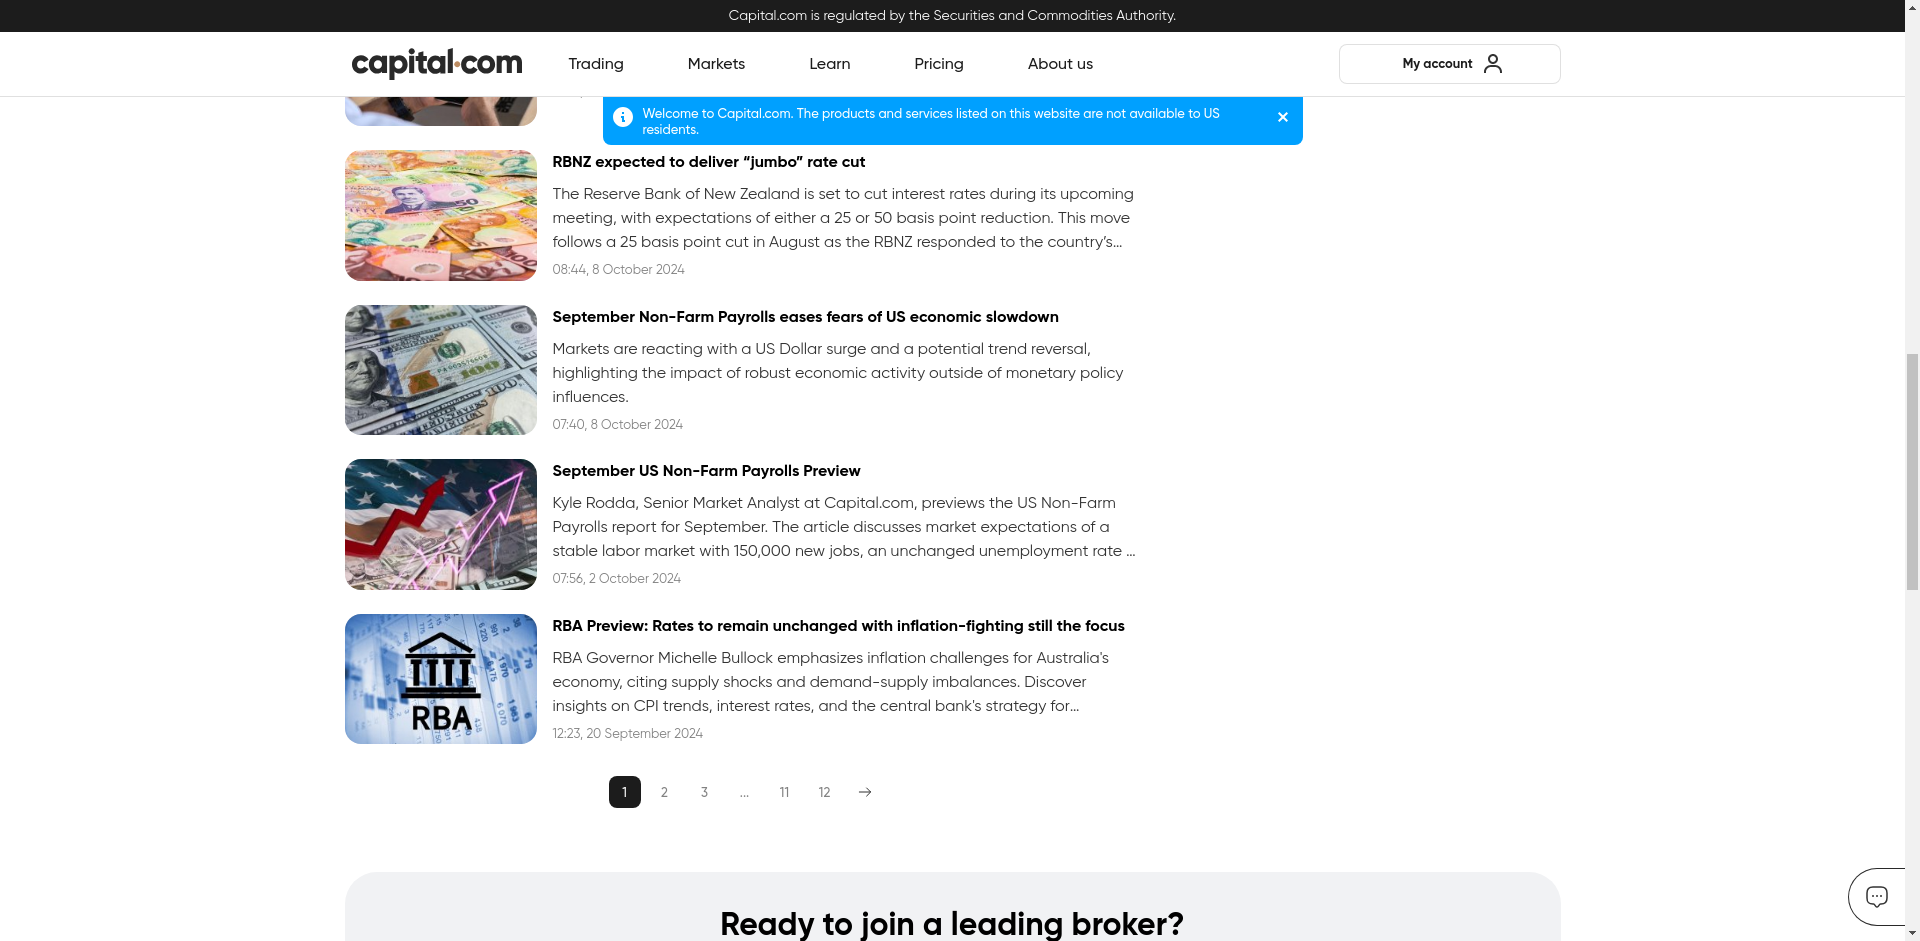 Capital.com is regulated by the Securities and Commodities Authority.
capital.com
Trading
Markets
Learn
Pricing
About us
My account
Welcome to Capital.com. The products and services listed on this website are not available to US
residents.
RBNZ expected to deliver “jumbo” rate cut
The Reserve Bank of New Zealand is set to cut interest rates during its upcoming
meeting, with expectations of either a 25 or 50 basis point reduction. This move
follows a 25 basis point cut in August as the RBNZ responded to the country’s...
08:44, 8 October 2024
September Non-Farm Payrolls eases fears of US economic slowdown
Markets are reacting with a US Dollar surge and a potential trend reversal,
highlighting the impact of robust economic activity outside of monetary policy
influences.
07:40, 8 October 2024
September US Non-Farm Payrolls Preview
Kyle Rodda, Senior Market Analyst at Capital.com, previews the US Non-Farm
Payrolls report for September. The article discusses market expectations of a
stable labor market with 150,000 new jobs, an unchanged unemployment rate ...
07:56, 2 October 2024
RBA
RBA Preview: Rates to remain unchanged with inflation-fighting still the focus
RBA Governor Michelle Bullock emphasizes inflation challenges for Australia's
economy, citing supply shocks and demand-supply imbalances. Discover
insights on CPI trends, interest rates, and the central bank's strategy for...
12:23, 20 September 2024
1 2 3 ... 11 12
Ready to join a leading broker?